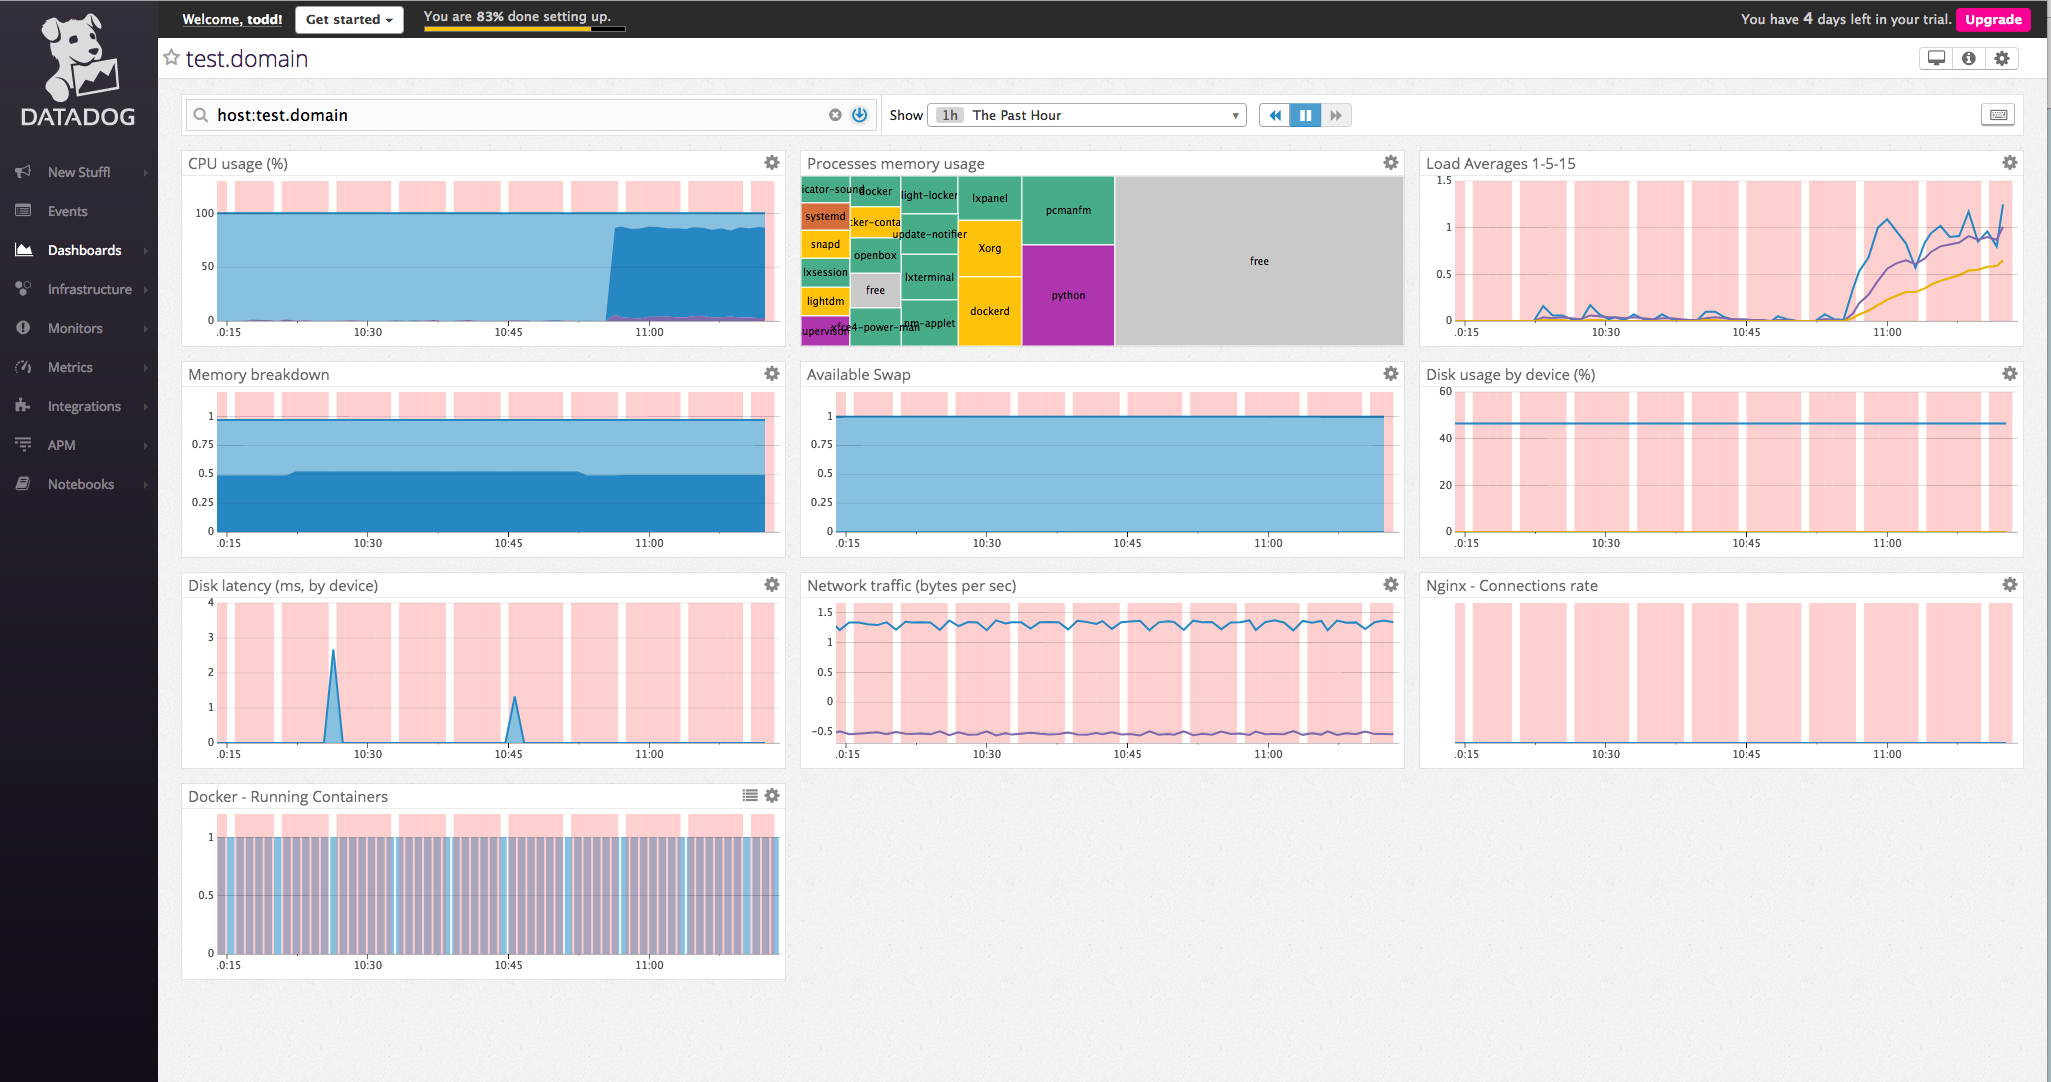 Welcome, todd!
Get started
You are 83% done setting up.
You have 4 days left in your trial.
Upgrade
DATADOG
New Stuff!
Events
Dashboards
Infrastructure
Monitors
Metrics
Integrations
APM
Notebooks
test.domain
host:test.domain
Show
1h The Past Hour
CPU usage (%)
100
50
0
.0:15 10:30 10:45 11:00
Processes memory usage
icator-sound
systemd
snapd
lxsession
lightdm
upervisor
docker
ker-conta
openbox
free
xfce4-power-man
light-locker
update-notifier
lxterminal
nm-applet
lxpanel
Xorg
dockerd
pcmanfm
python
free
Load Averages 1-5-15
1.5
1
0.5
0
.0:15 10:30 10:45 11:00
Memory breakdown
1
0.75
0.5
0.25
0
.0:15 10:30 10:45 11:00
Available Swap
1
0.75
0.5
0.25
0
.0:15 10:30 10:45 11:00
Disk usage by device (%)
60
40
20
0
.0:15 10:30 10:45 11:00
Disk latency (ms, by device)
4
3
2
1
0
.0:15 10:30 10:45 11:00
Network traffic (bytes per sec)
1.5
1
0.5
0
−0.5
.0:15 10:30 10:45 11:00
Nginx - Connections rate
.0:15 10:30 10:45 11:00
Docker - Running Containers
1
0.5
0
.0:15 10:30 10:45 11:00